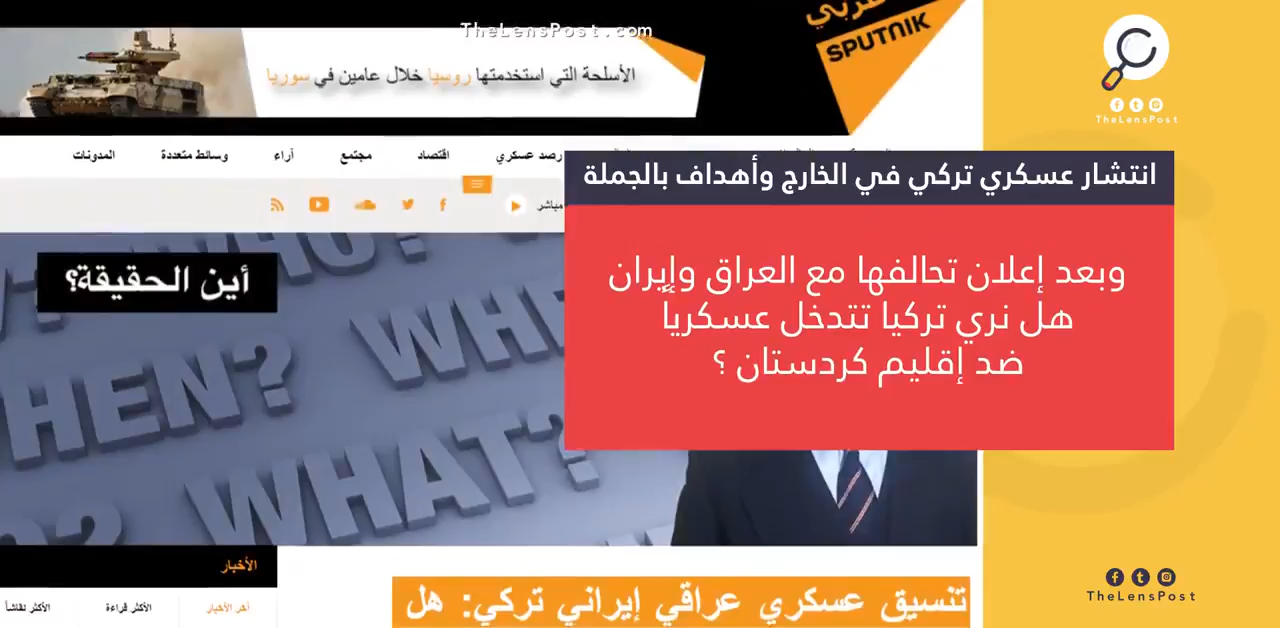 TheLensPost.com
عربي
SPUTNIK
الأسلحة التي استخدمتها روسيا خلال عامين في سوريا
رصد عسكري اقتصاد مجتمع آراء وسائط متعددة المدونات
مباشر
TheLensPost
انتشار عسكري تركي في الخارج وأهداف بالجملة
وبعد إعلان تحالفها مع العراق وإيران
هل نري تركيا تتدخل عسكرياً
ضد إقليم كردستان ؟
أين الحقيقة؟
WHO?
WHEN?
WHAT?
الأخبار
آخر الأخبار الأكثر قراءة الأكثر نقاشاً
تنسيق عسكري عراقي إيراني تركي: هل
TheLensPost